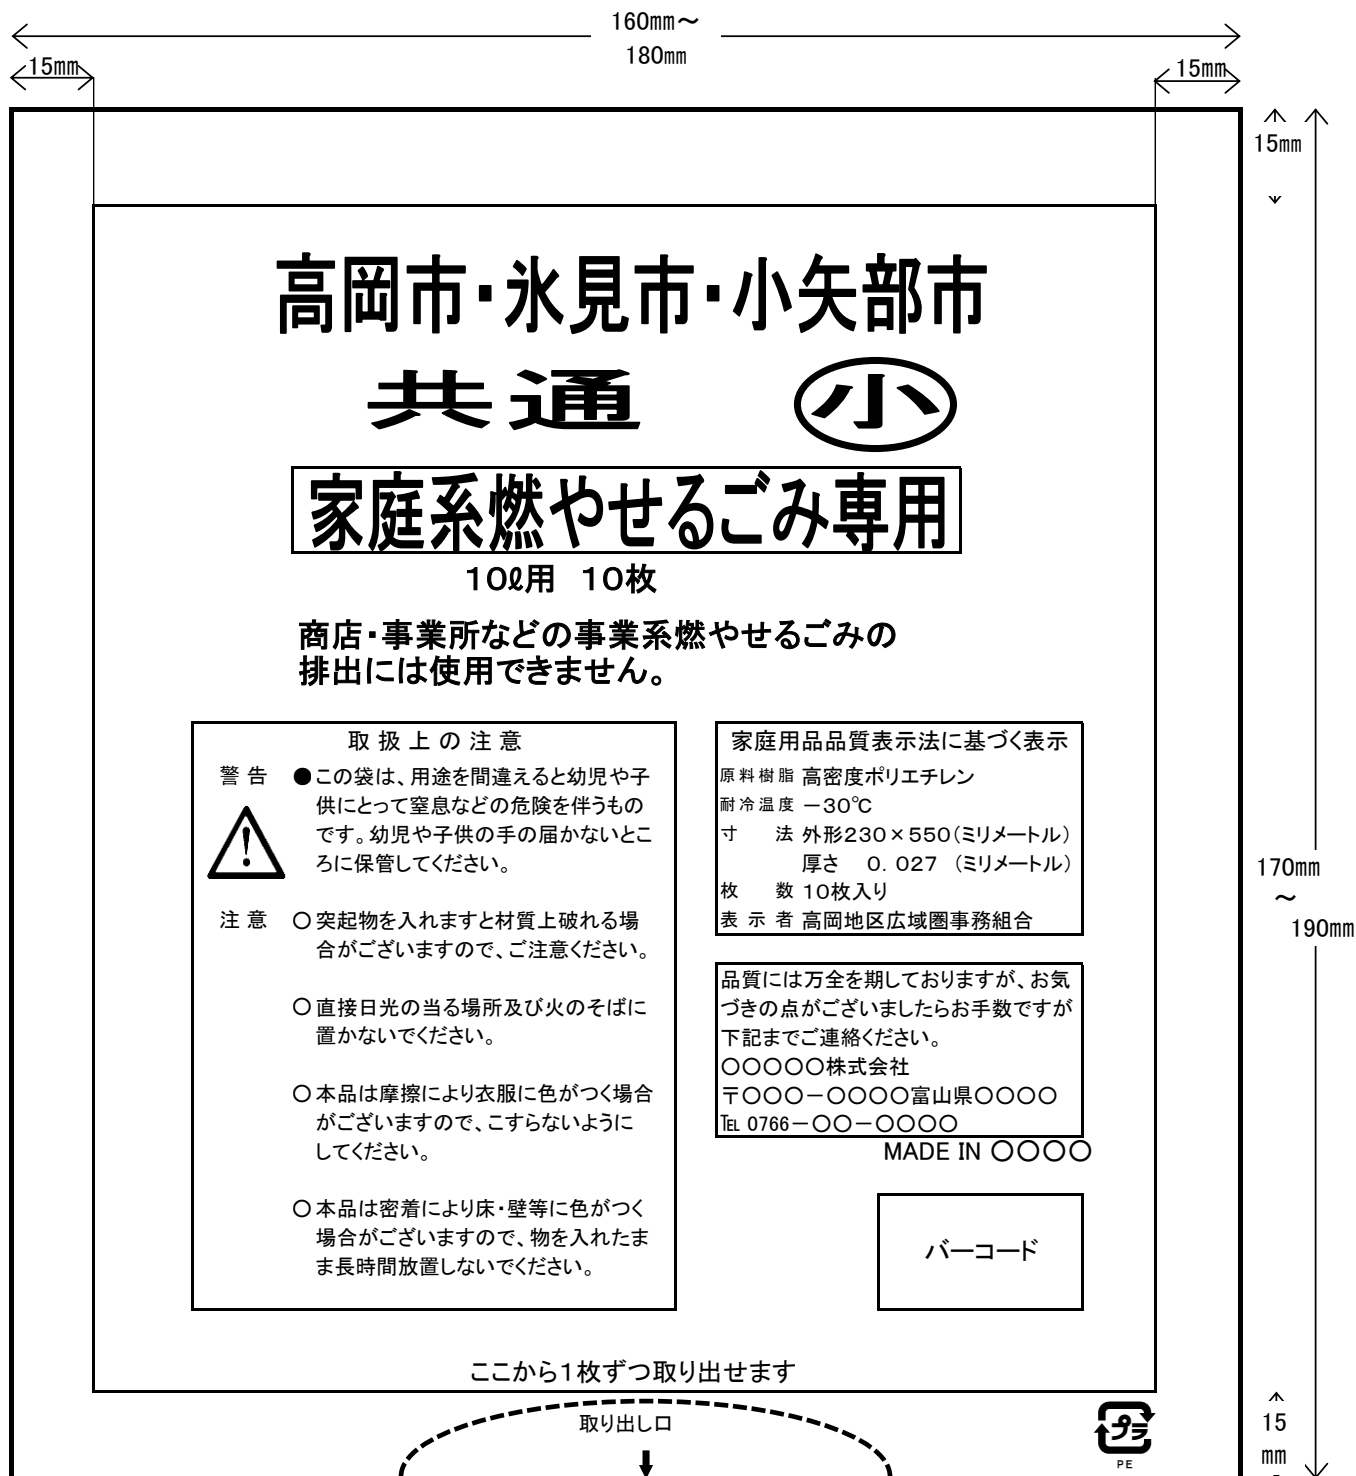 160mm～
180mm
15mm
15mm
15mm
高岡市・氷見市・小矢部市
共通 小
家庭系燃やせるごみ専用
10ℓ用 10枚
商店・事業所などの事業系燃やせるごみの
排出には使用できません。
取扱上の注意
警告 ●この袋は、用途を間違えると幼児や子
供にとって窒息などの危険を伴うもの
です。幼児や子供の手の届かないとこ
ろに保管してください。
注意 ○突起物を入れますと材質上破れる場
合がございますので、ご注意ください。
○直接日光の当る場所及び火のそばに
置かないでください。
○本品は摩擦により衣服に色がつく場合
がございますので、こすらないように
してください。
○本品は密着により床・壁等に色がつく
場合がございますので、物を入れたま
ま長時間放置しないでください。
家庭用品品質表示法に基づく表示
原料樹脂 高密度ポリエチレン
耐冷温度 －30℃
寸 法 外形230×550(ミリメートル)
厚さ 0.027 (ミリメートル)
枚 数 10枚入り
表示者 高岡地区広域圏事務組合
品質には万全を期しておりますが、お気
づきの点がございましたらお手数ですが
下記までご連絡ください。
○○○○○株式会社
〒○○○－○○○○富山県○○○○
℡ 0766－○○－○○○○
MADE IN ○○○○
バーコード
170mm
～
190mm
ここから1枚ずつ取り出せます
取り出し口
プラ
PE
15
mm